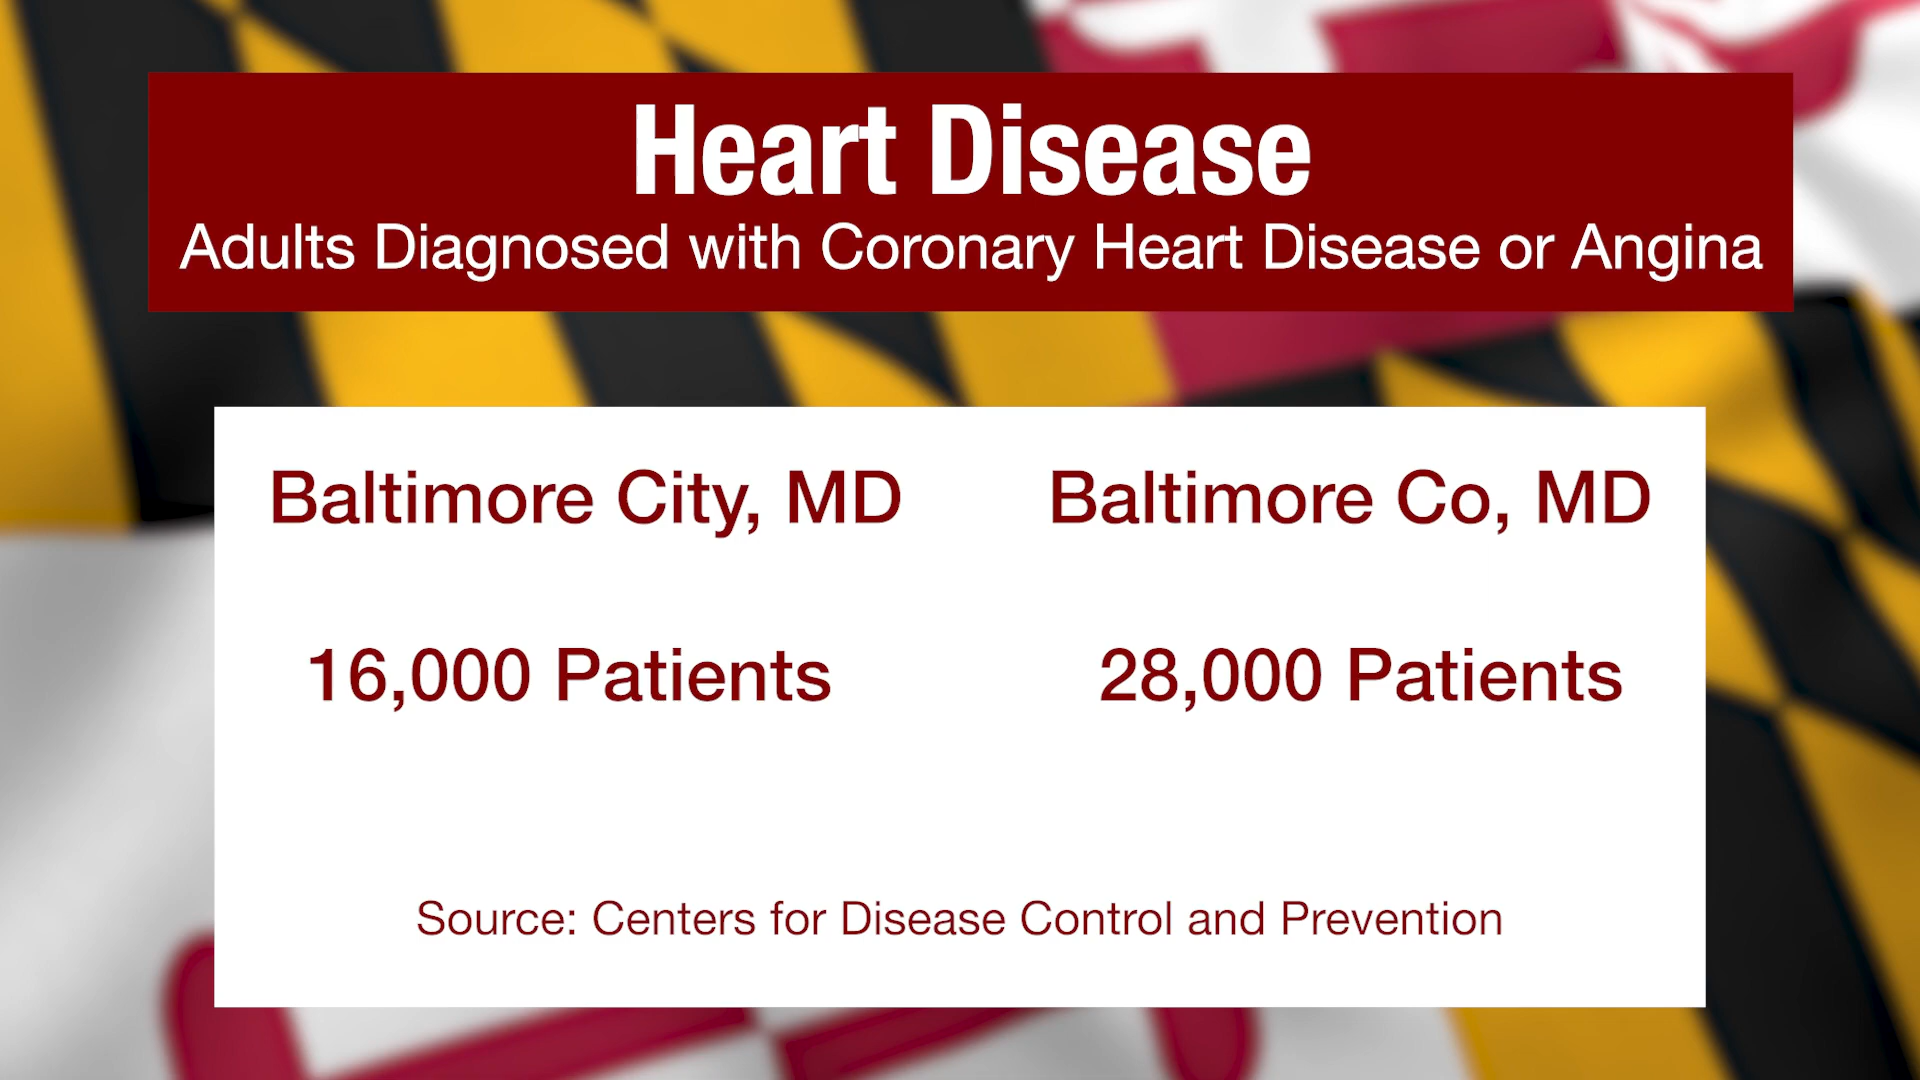 Heart Disease
Adults Diagnosed with Coronary Heart Disease or Angina
Baltimore City, MD
Baltimore Co, MD
16,000 Patients
28,000 Patients
Source: Centers for Disease Control and Prevention